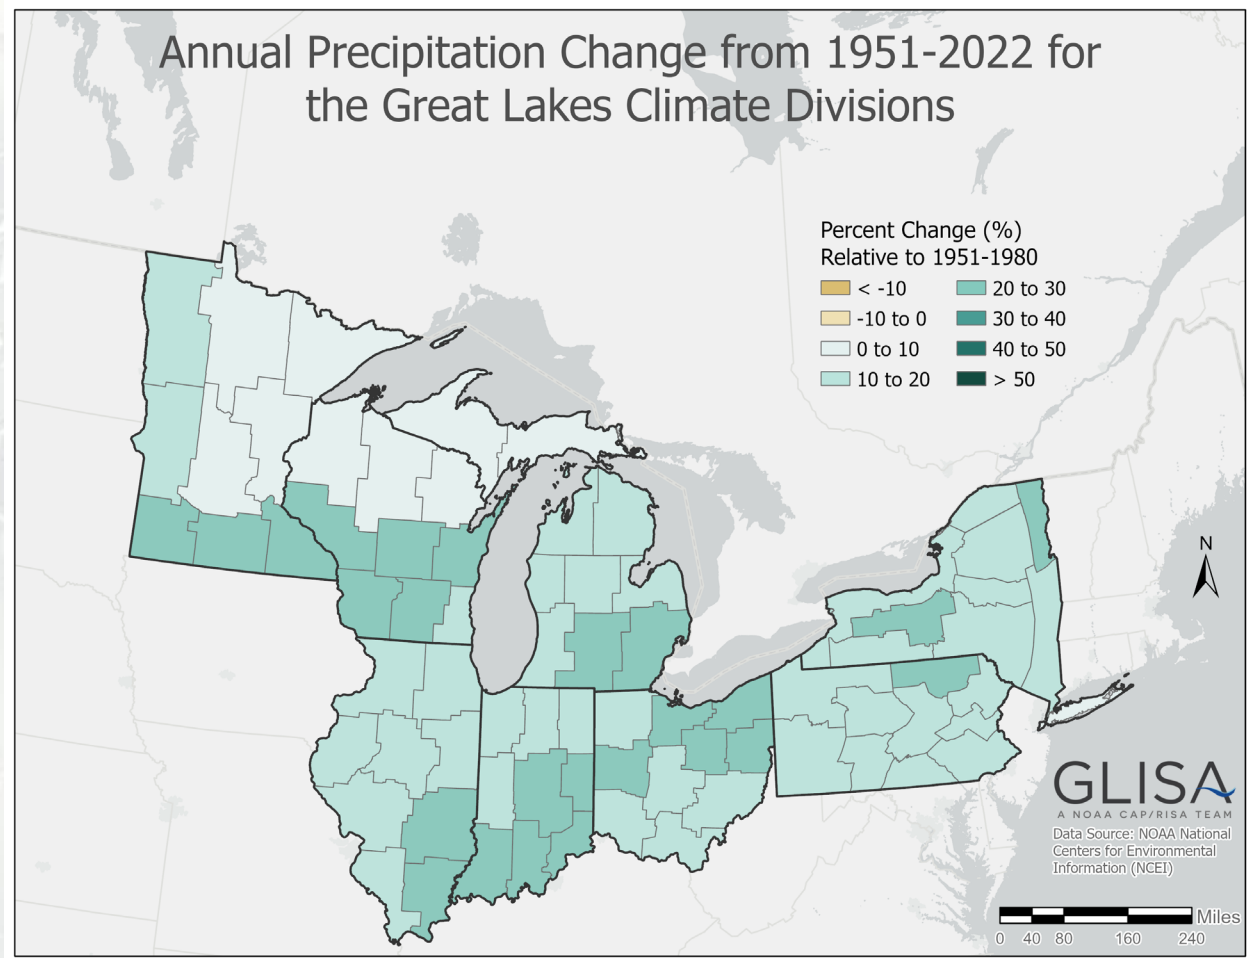 Annual Precipitation Change from 1951-2022 for
the Great Lakes Climate Divisions
Percent Change (%)
Relative to 1951-1980
< -10
-10 to 0
0 to 10
10 to 20
20 to 30
30 to 40
40 to 50
> 50
N
GLISA
A NOAA CAP/RISA TEAM
Data Source: NOAA National
Centers for Environmental
Information (NCEI)
Miles
0 40 80 160 240